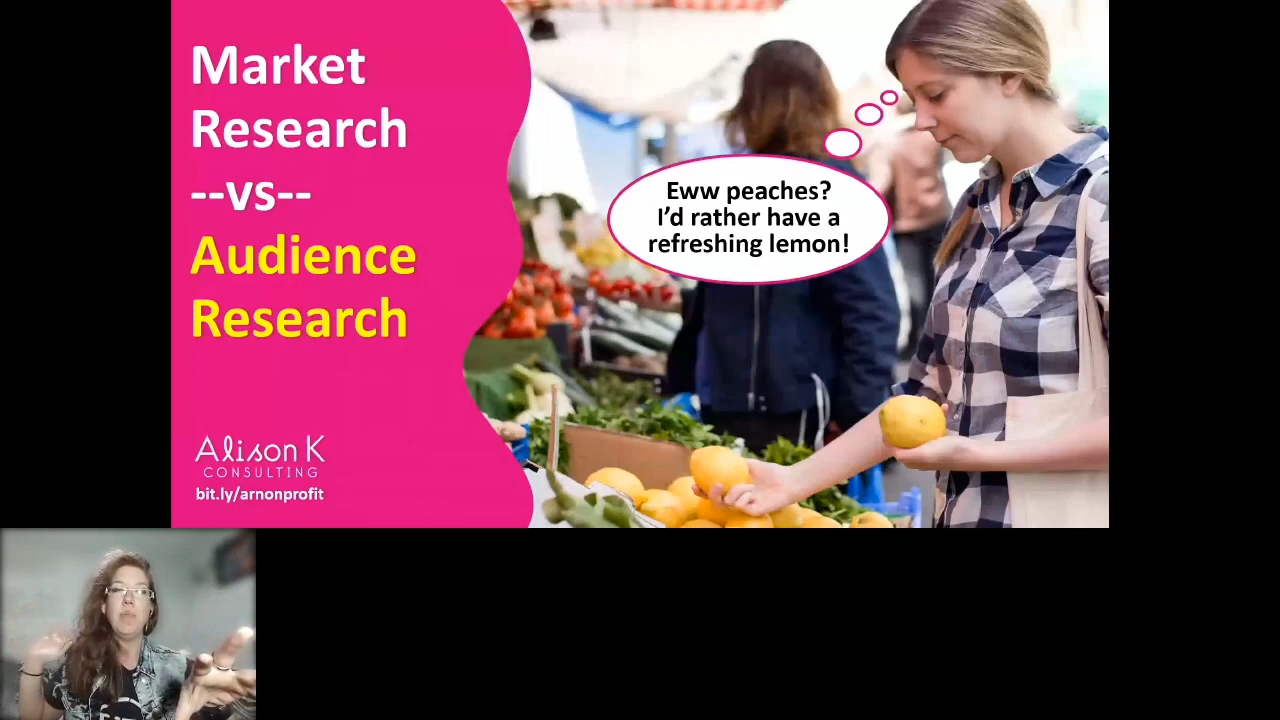 Market
Research
--vs--
Audience
Research
Eww peaches?
I'd rather have a
refreshing lemon!
Alison K
CONSULTING
bit.ly/arnonprofit